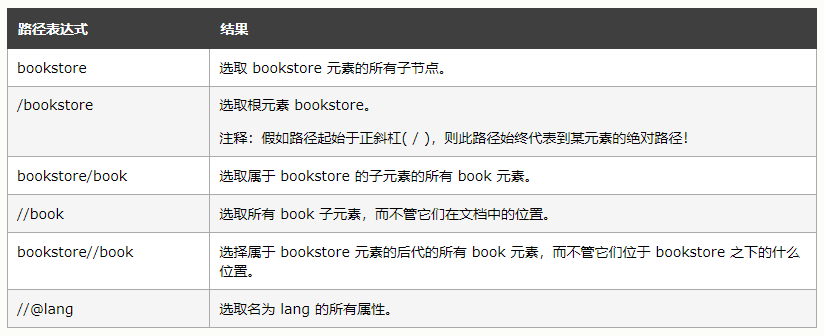 路径表达式 结果
bookstore 选取 bookstore 元素的所有子节点。
/bookstore 选取根元素 bookstore。
注释：假如路径起始于正斜杠( / )，则此路径始终代表到某元素的绝对路径！
bookstore/book 选取属于 bookstore 的子元素的所有 book 元素。
//book 选取所有 book 子元素，而不管它们在文档中的位置。
bookstore//book 选择属于 bookstore 元素的后代的所有 book 元素，而不管它们位于 bookstore 之下的什么
位置。
//@lang 选取名为 lang 的所有属性。